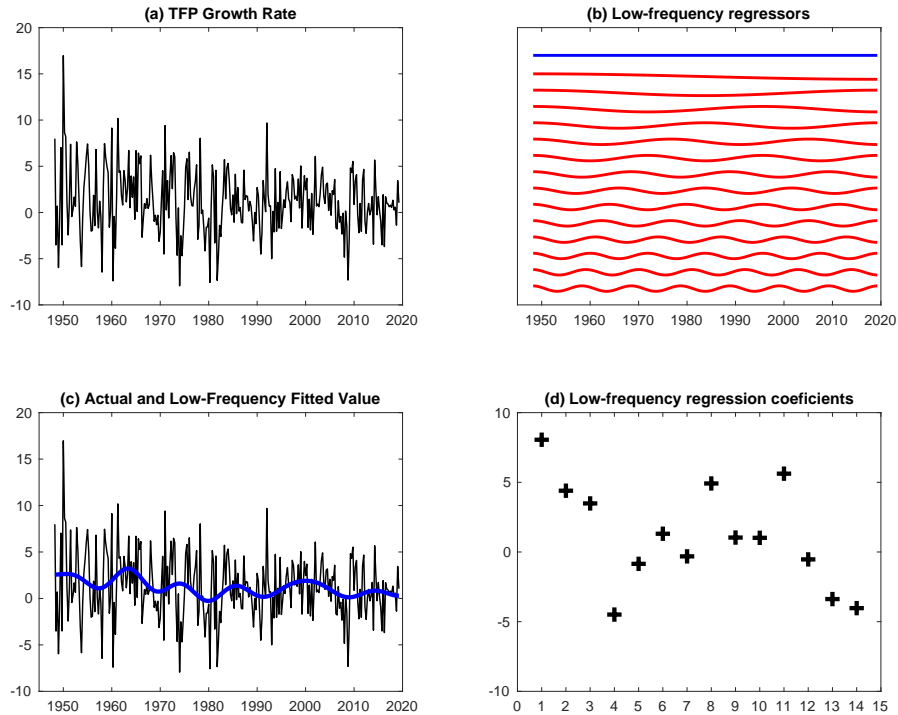 (a) TFP Growth Rate
20
15
10
5
0
-5
-10
1950 1960 1970 1980 1990 2000 2010 2020
(b) Low-frequency regressors
1950 1960 1970 1980 1990 2000 2010 2020
(c) Actual and Low-Frequency Fitted Value
20
15
10
5
0
-5
-10
1950 1960 1970 1980 1990 2000 2010 2020
(d) Low-frequency regression coeficients
10
5
0
-5
-10
0 1 2 3 4 5 6 7 8 9 10 11 12 13 14 15